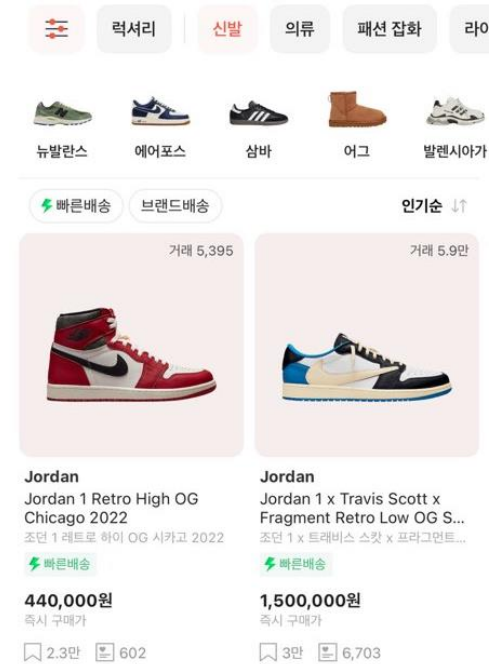 럭셔리 신발 의류 패션 잡화 라이
뉴발란스 에어포스 삼바 어그 발렌시아가
빠른배송 브랜드배송 인기순
거래 5,395 거래 5.9만
Jordan
Jordan 1 Retro High OG
Chicago 2022
조던 1 레트로 하이 OG 시카고 2022
빠른배송
440,000원
즉시 구매가
2.3만 602
Jordan
Jordan 1 x Travis Scott x
Fragment Retro Low OG S...
조던 1 x 트래비스 스캇 x 프라그먼트...
빠른배송
1,500,000원
즉시 구매가
3만 6,703